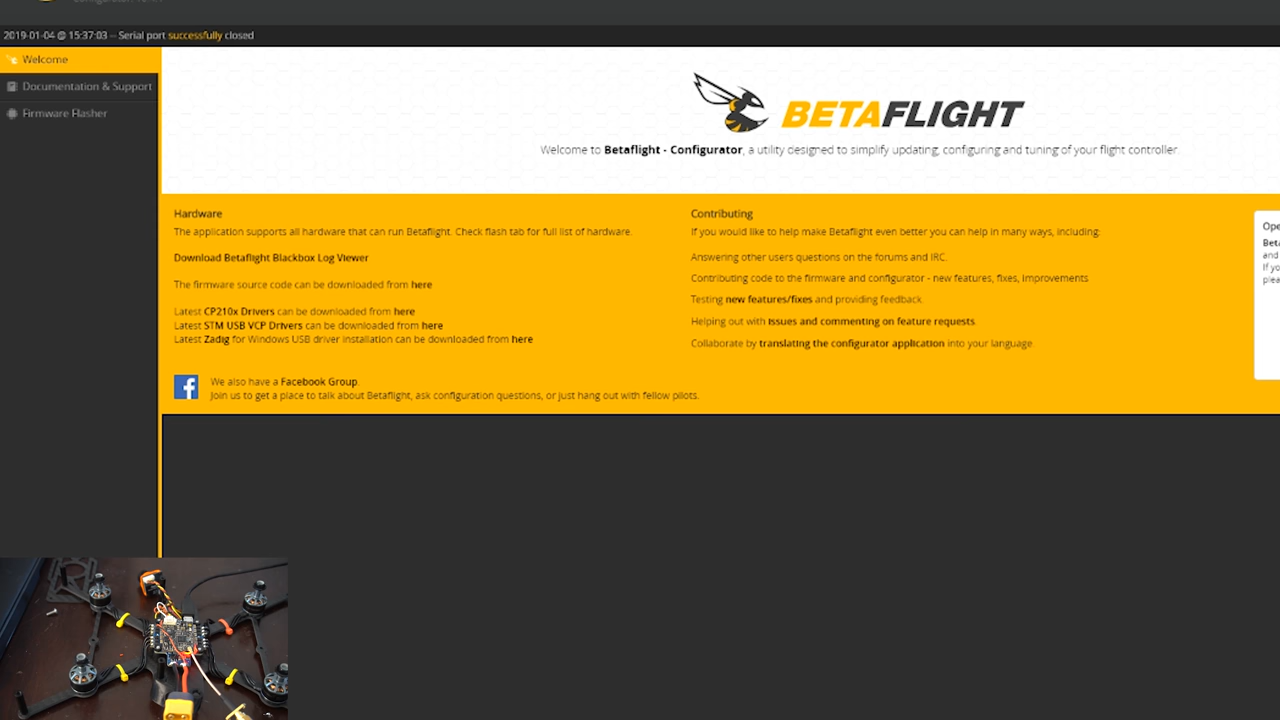 2019-01-04 @ 15:37:03 -- Serial port successfully closed
Welcome
Documentation & Support
Firmware Flasher
BETAFLIGHT
Welcome to Betaflight - Configurator, a utility designed to simplify updating, configuring and tuning of your flight controller.
Hardware
The application supports all hardware that can run Betaflight. Check flash tab for full list of hardware.
Download Betaflight Blackbox Log Viewer
The firmware source code can be downloaded from here
Latest CP210x Drivers can be downloaded from here
Latest STM USB VCP Drivers can be downloaded from here
Latest Zadig for Windows USB driver installation can be downloaded from here
We also have a Facebook Group.
Join us to get a place to talk about Betaflight, ask configuration questions, or just hang out with fellow pilots.
Contributing
If you would like to help make Betaflight even better you can help in many ways, including:
Answering other users questions on the forums and IRC.
Contributing code to the firmware and configurator - new features, fixes, improvements
Testing new features/fixes and providing feedback
Helping out with issues and commenting on feature requests.
Collaborate by translating the configurator application into your language
Ope
Beta
and
If yo
plea